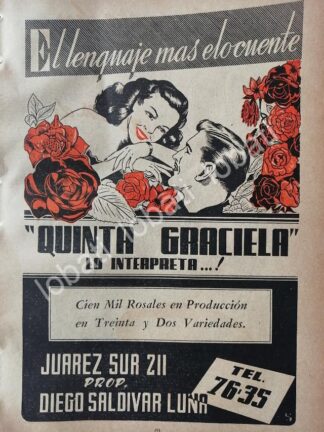 El lenguaje mas elocuente
"QUINTA GRACIELA"
LO INTERPRETA...!
Cien Mil Rosales en Producción
en Treinta y Dos Variedades.
JUAREZ SUR 211
PROP.
DIEGO SALDIVAR LUNA
TEL.
76-35